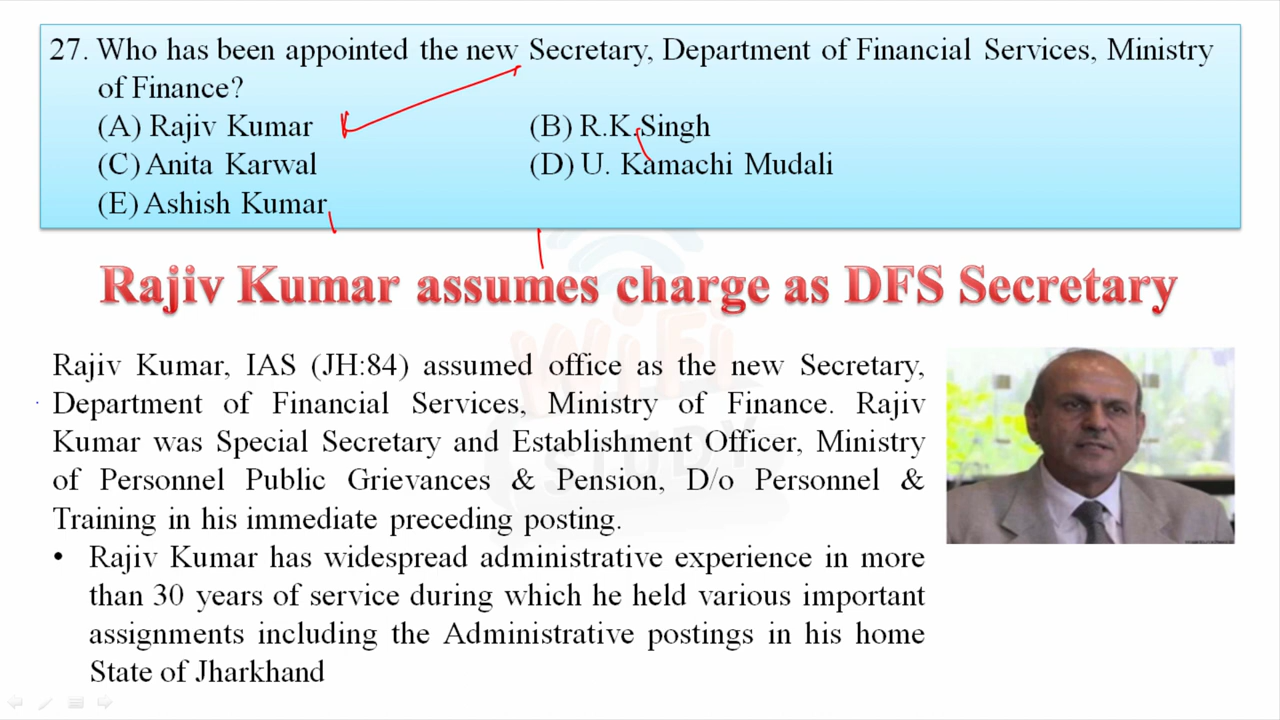 27. Who has been appointed the new Secretary, Department of Financial Services, Ministry
of Finance?
(A) Rajiv Kumar (B) R.K.Singh
(C) Anita Karwal (D) U. Kamachi Mudali
(E) Ashish Kumar
Rajiv Kumar assumes charge as DFS Secretary
Rajiv Kumar, IAS (JH:84) assumed office as the new Secretary,
Department of Financial Services, Ministry of Finance. Rajiv
Kumar was Special Secretary and Establishment Officer, Ministry
of Personnel Public Grievances & Pension, D/o Personnel &
Training in his immediate preceding posting.
• Rajiv Kumar has widespread administrative experience in more
than 30 years of service during which he held various important
assignments including the Administrative postings in his home
State of Jharkhand
WiFi
STUDY